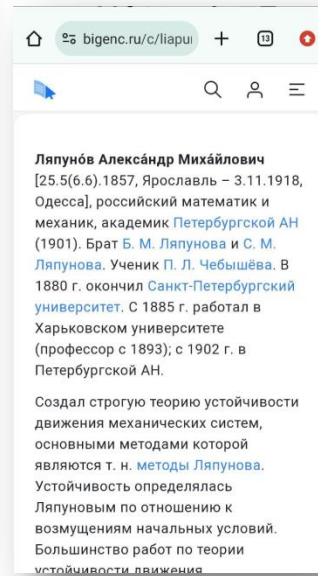 bigenc.ru/c/liapui
13
Ляпуно́в Алекса́ндр Миха́йлович
[25.5(6.6).1857, Ярославль – 3.11.1918,
Одесса], российский математик и
механик, академик Петербургской АН
(1901). Брат Б. М. Ляпунова и С. М.
Ляпунова. Ученик П. Л. Чебышёва. В
1880 г. окончил Санкт-Петербургский
университет. С 1885 г. работал в
Харьковском университете
(профессор с 1893); с 1902 г. в
Петербургской АН.
Создал строгую теорию устойчивости
движения механических систем,
основными методами которой
являются т. н. методы Ляпунова.
Устойчивость определялась
Ляпуновым по отношению к
возмущениям начальных условий.
Большинство работ по теории
устойчивости движения